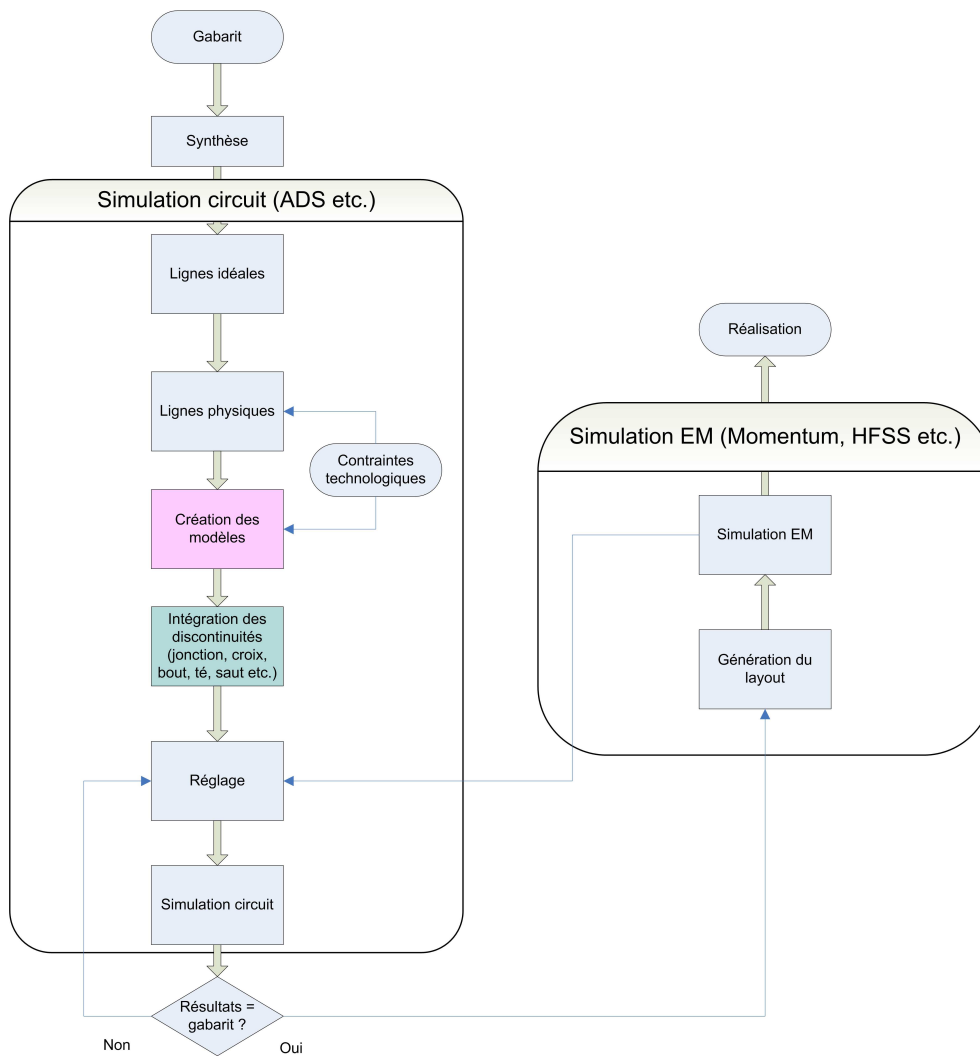 Gabarit
Synthèse
Simulation circuit (ADS etc.)
Lignes idéales
Lignes physiques
Contraintes
technologiques
Création des
modèles
Intégration des
discontinuités
(jonction, croix,
bout, té, saut etc.)
Réglage
Simulation circuit
Résultats =
gabarit ?
Non
Oui
Réalisation
Simulation EM (Momentum, HFSS etc.)
Simulation EM
Génération du
layout